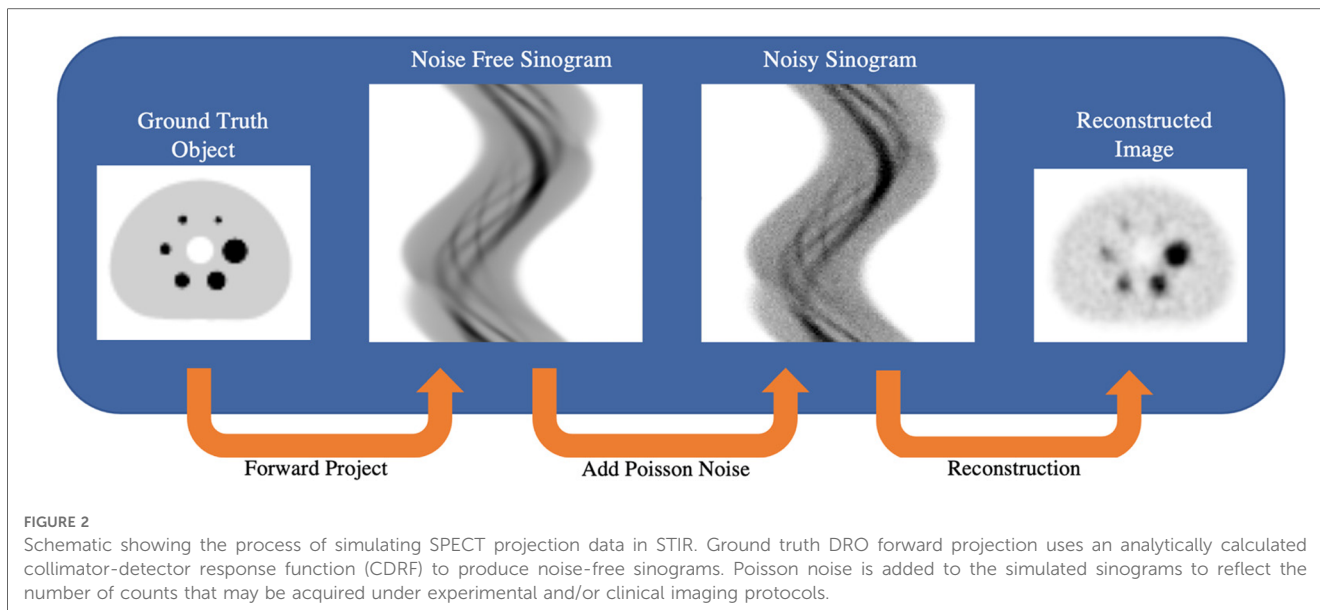 Noise Free Sinogram
Noisy Sinogram
Ground Truth
Object
Reconstructed
Image
Forward Project
Add Poisson Noise
Reconstruction
FIGURE 2
Schematic showing the process of simulating SPECT projection data in STIR. Ground truth DRO forward projection uses an analytically calculated
collimator-detector response function (CDRF) to produce noise-free sinograms. Poisson noise is added to the simulated sinograms to reflect the
number of counts that may be acquired under experimental and/or clinical imaging protocols.